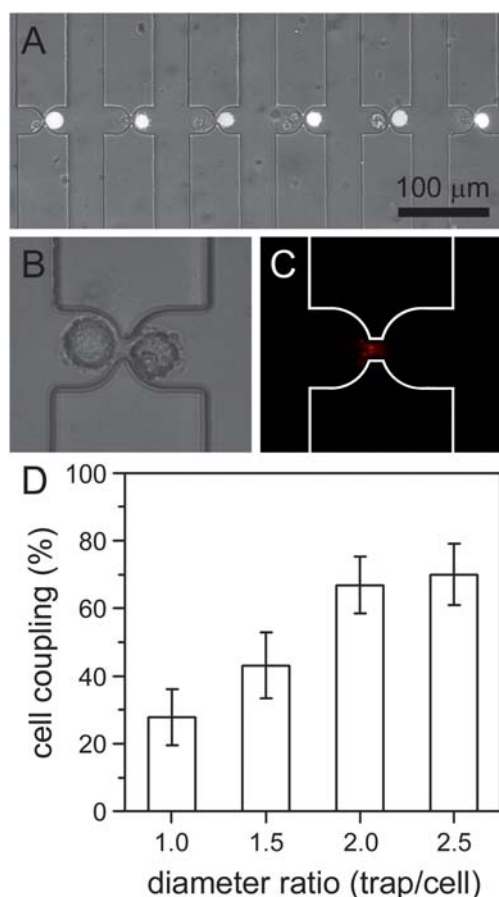 A
100 μm
B
C
D
100
80
60
40
20
0
cell coupling (%)
1.0 1.5 2.0 2.5
diameter ratio (trap/cell)